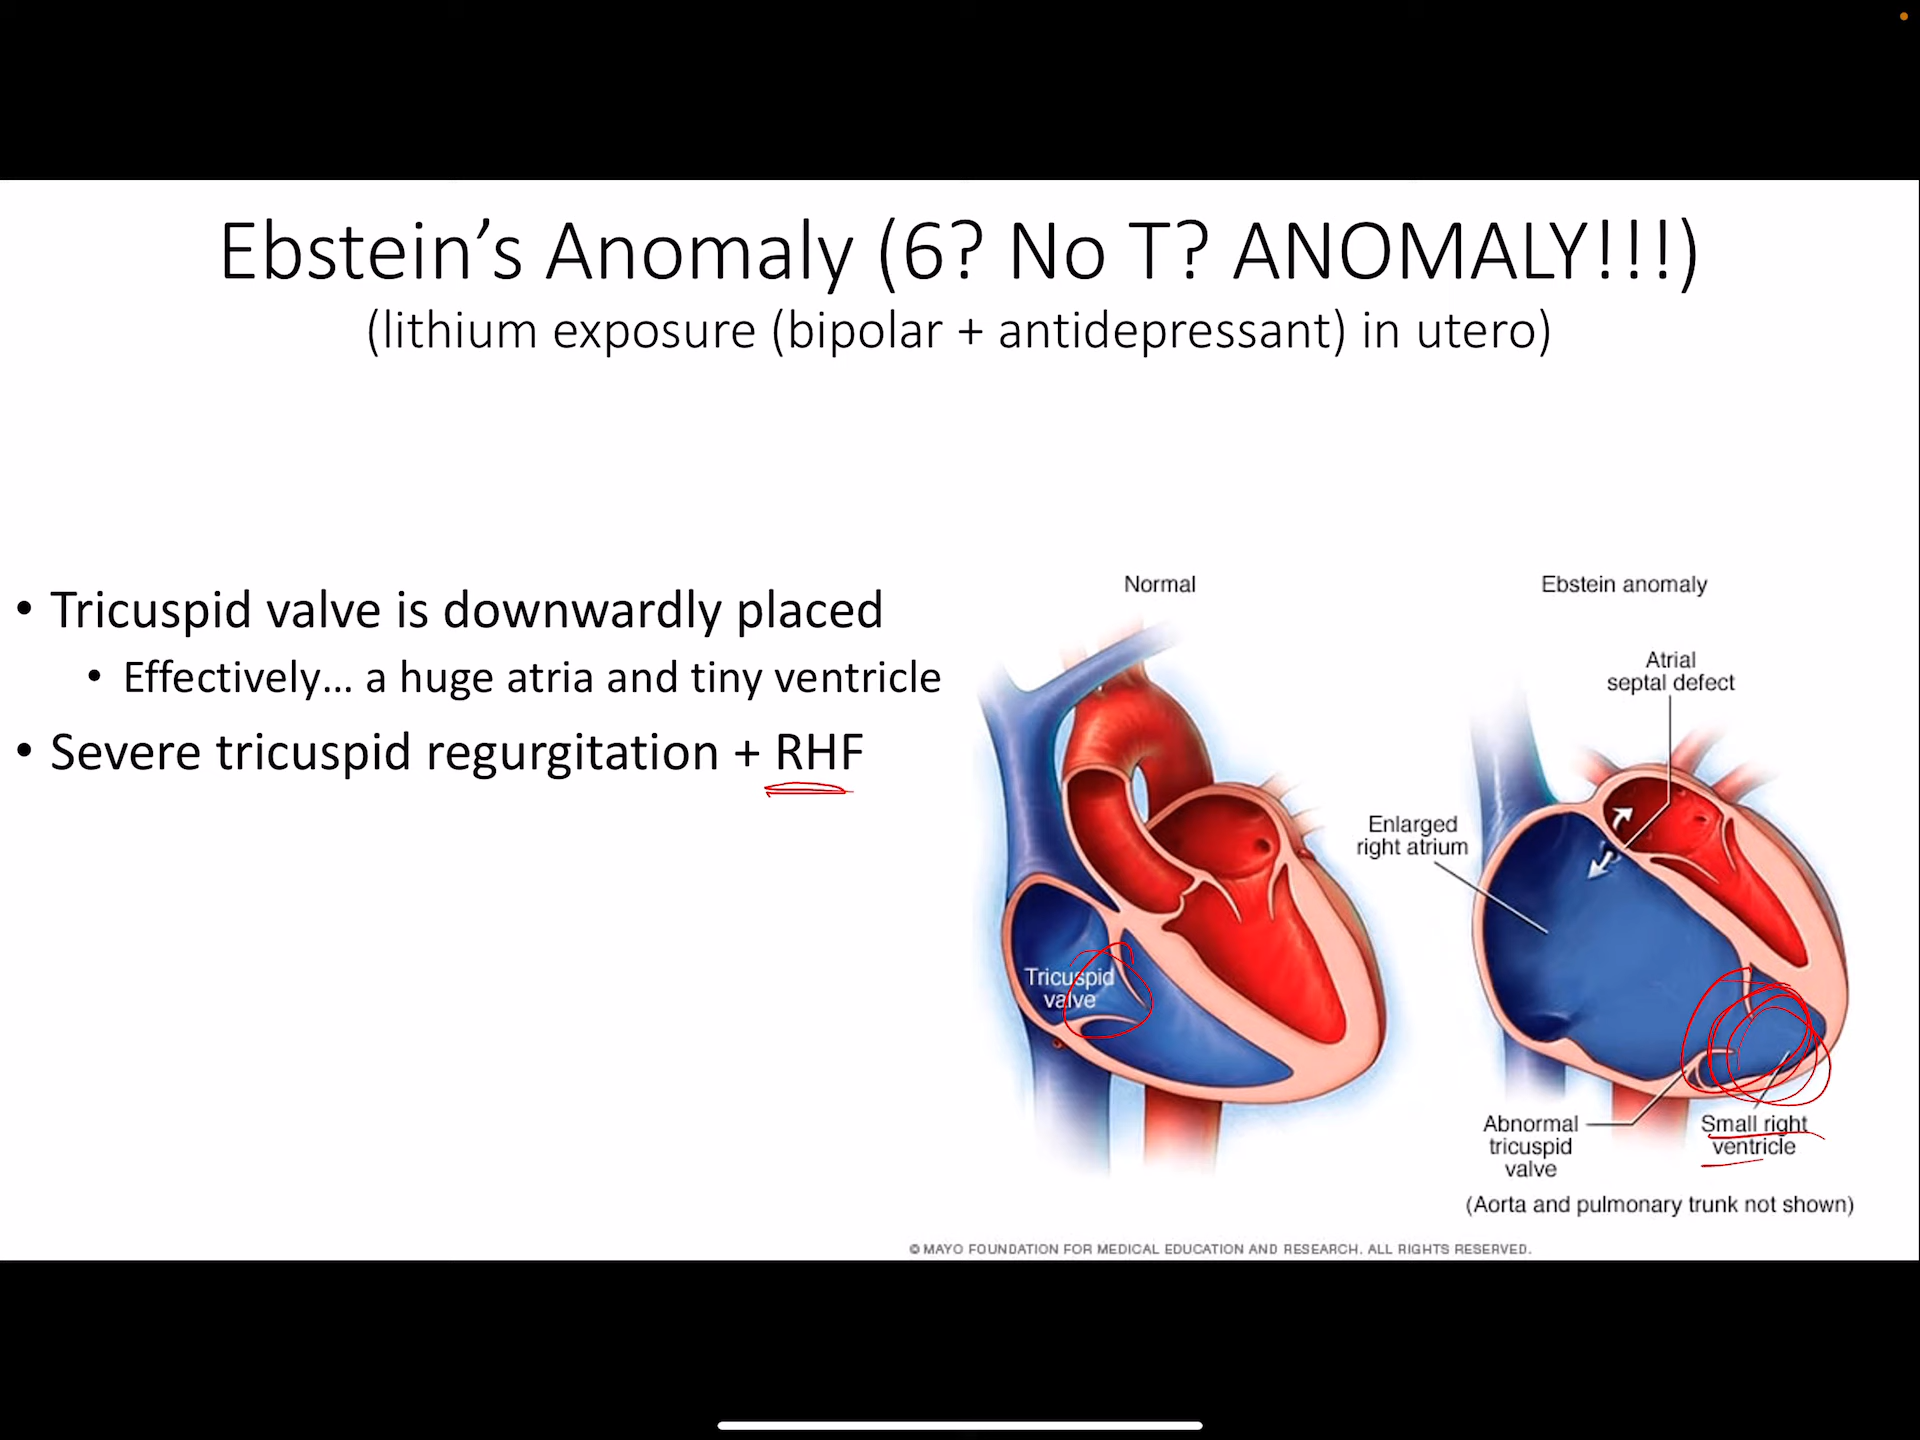 Ebstein’s Anomaly (6? No T? ANOMALY!!!)
(lithium exposure (bipolar + antidepressant) in utero)
• Tricuspid valve is downwardly placed
• Effectively… a huge atria and tiny ventricle
• Severe tricuspid regurgitation + RHF
Normal
Tricuspid
valve
Ebstein anomaly
Atrial
septal defect
Enlarged
right atrium
Abnormal
tricuspid
valve
Small right
ventricle
(Aorta and pulmonary trunk not shown)
© MAYO FOUNDATION FOR MEDICAL EDUCATION AND RESEARCH. ALL RIGHTS RESERVED.